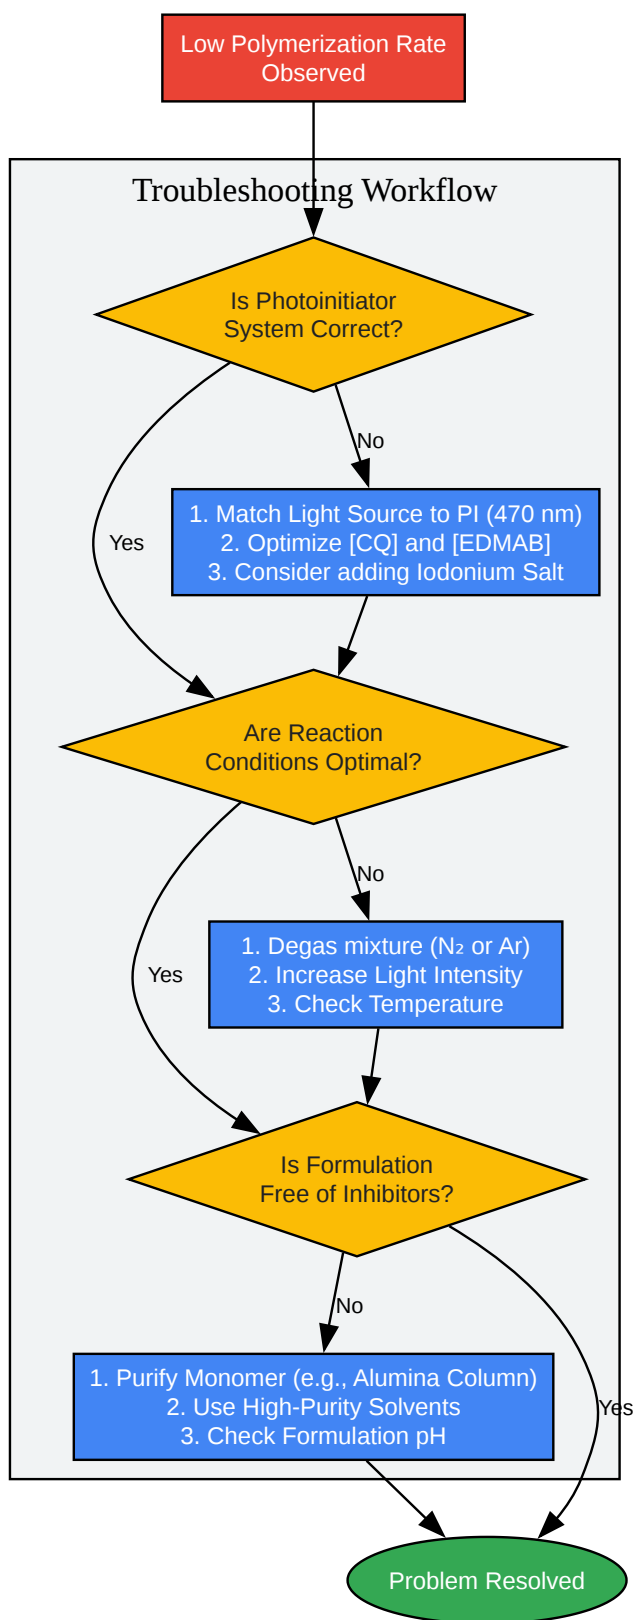 Low Polymerization Rate
Observed
Troubleshooting Workflow
Is Photoinitiator
System Correct?
No
1. Match Light Source to PI (470 nm)
2. Optimize [CQ] and [EDMAB]
3. Consider adding Iodonium Salt
Yes
Are Reaction
Conditions Optimal?
No
1. Degas mixture (N₂ or Ar)
2. Increase Light Intensity
3. Check Temperature
Yes
Is Formulation
Free of Inhibitors?
No
1. Purify Monomer (e.g., Alumina Column)
2. Use High-Purity Solvents
3. Check Formulation pH
Yes
Problem Resolved